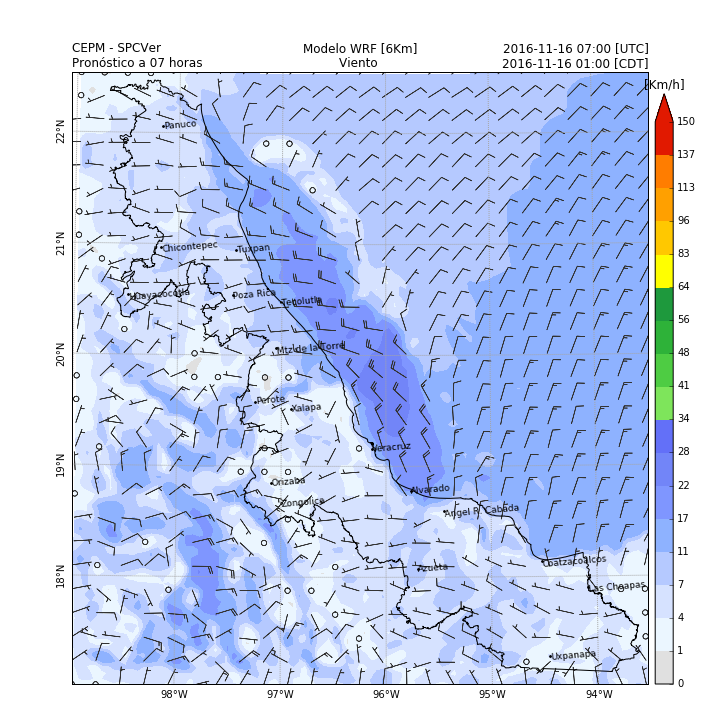 CEPM - SPCVer Modelo WRF [6Km] 2016-11-16 07:00 [UTC]
Pronóstico a 07 horas Viento 2016-11-16 01:00 [CDT]
[Km/h]
150
137
113
96
83
64
56
48
41
34
28
22
17
11
7
4
1
0
22°N
21°N
20°N
19°N
18°N
Panuco
Chicontepec
Tuxpan
Huayacocotla
Poza Rica
Tecolutla
Mtz de la Torre
Perote
Xalapa
Veracruz
Orizaba
Alvarado
Zongolica
Angel R. Cabada
Azueta
Coatzacoalcos
Las Choapas
Uxpanapa
98°W 97°W 96°W 95°W 94°W